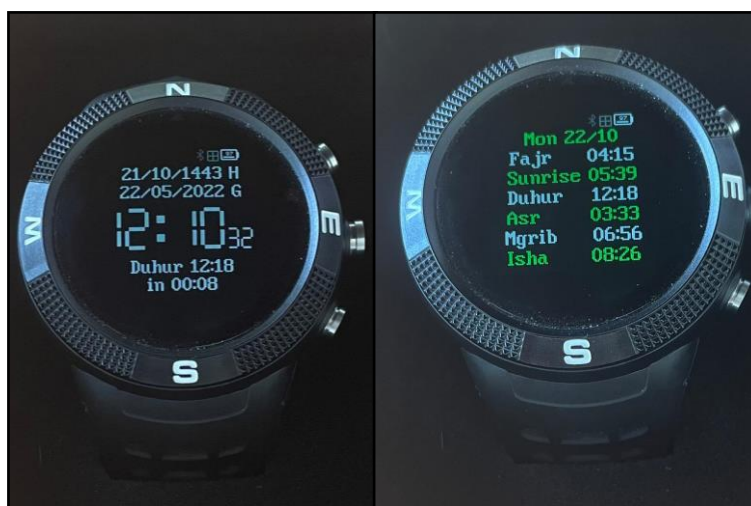 N
W
E
S
21/10/1443 H
22/05/2022 G
12:10 32
Duhur 12:18
in 00:08
N
W
E
S
Mon 22/10
Fajr 04:15
Sunrise 05:39
Duhur 12:18
Asr 03:33
Mgrib 06:56
Isha 08:26